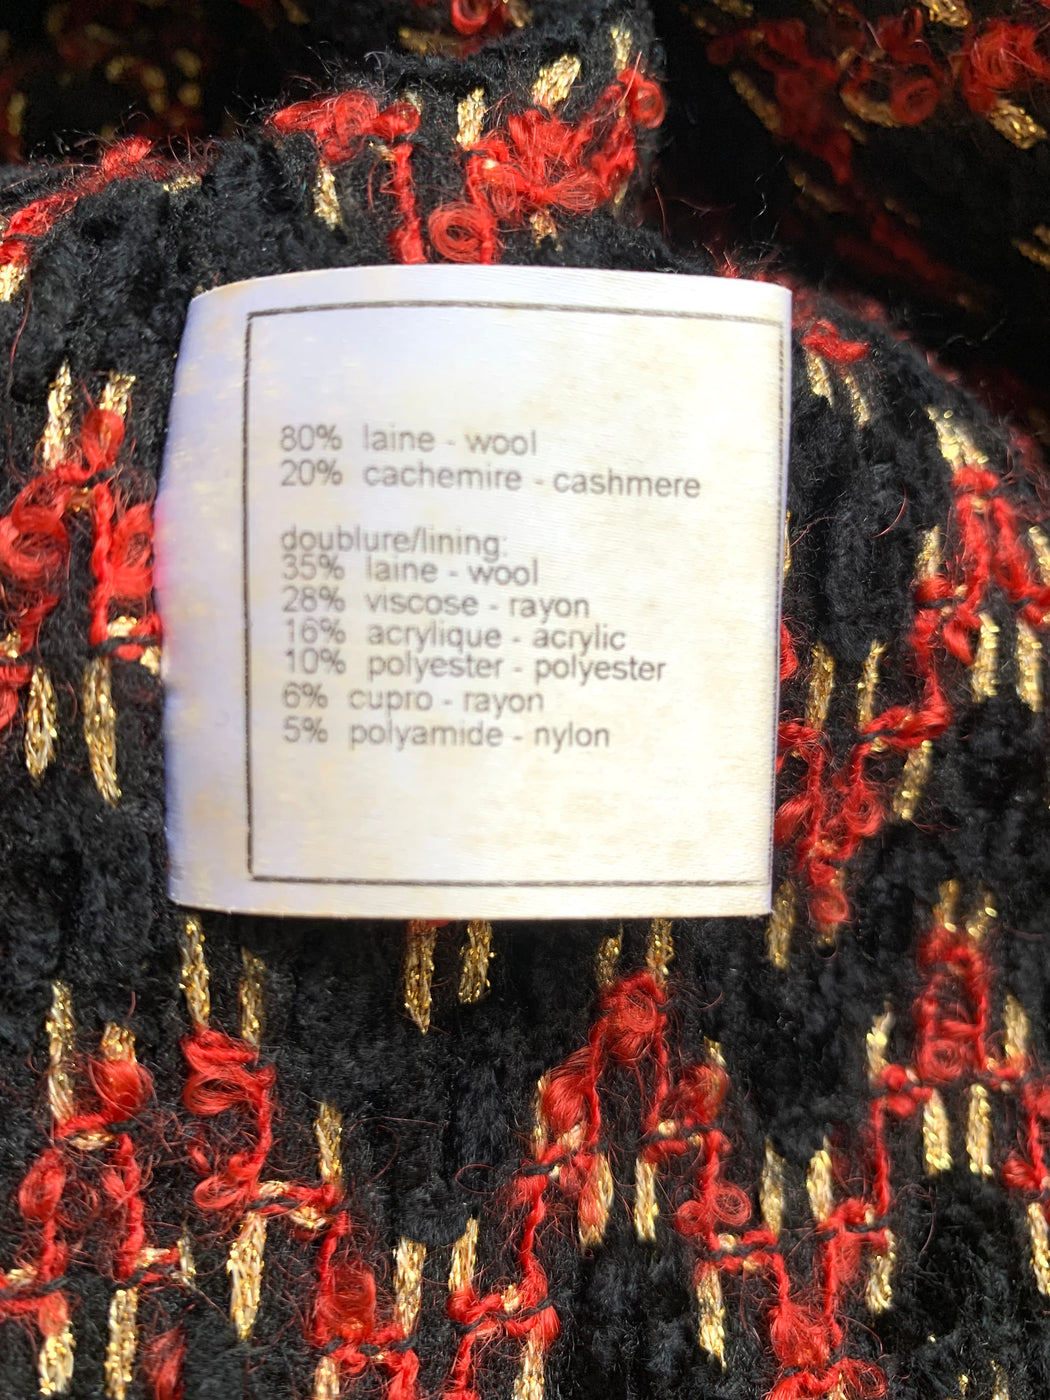 80% laine - wool
20% cachemire - cashmere
doublure/lining:
35% laine - wool
28% viscose - rayon
16% acrylique - acrylic
10% polyester - polyester
6% cupro - rayon
5% polyamide - nylon